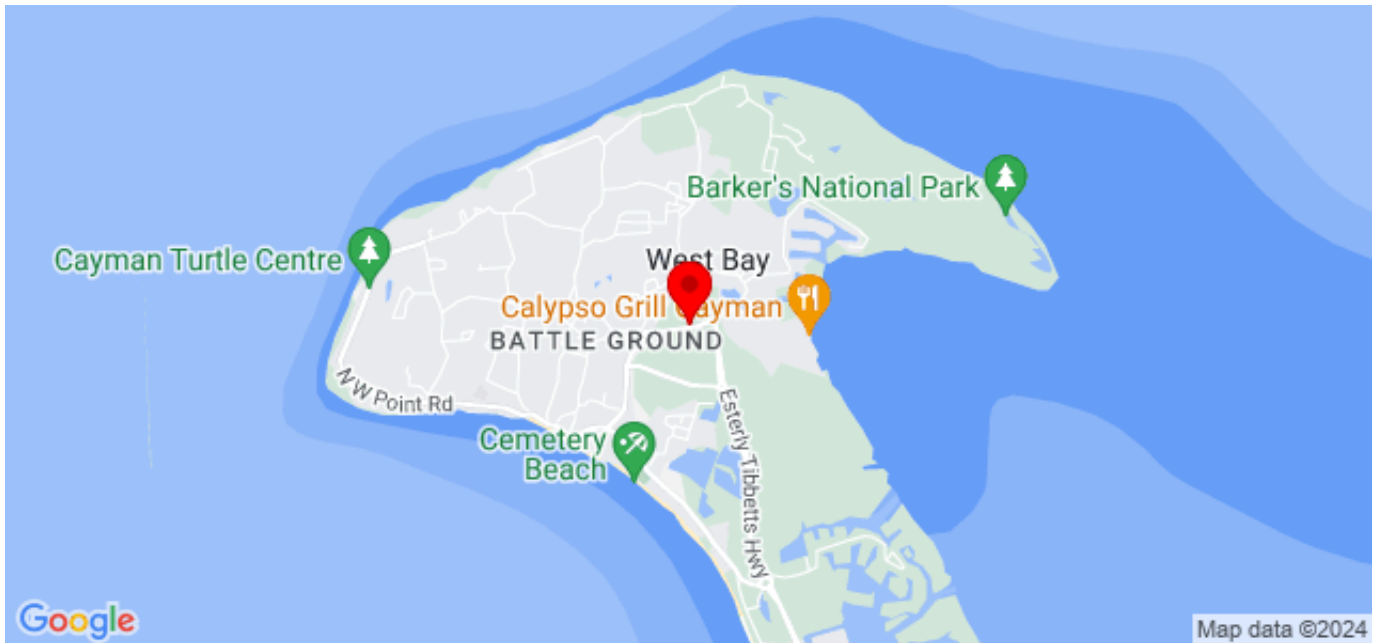 Barker's National Park
Cayman Turtle Centre
West Bay
Calypso Grill Cayman
BATTLE GROUND
NW Point Rd
Esterly Tibbetts Hwy
Cemetery
Beach
Google
Map data ©2024